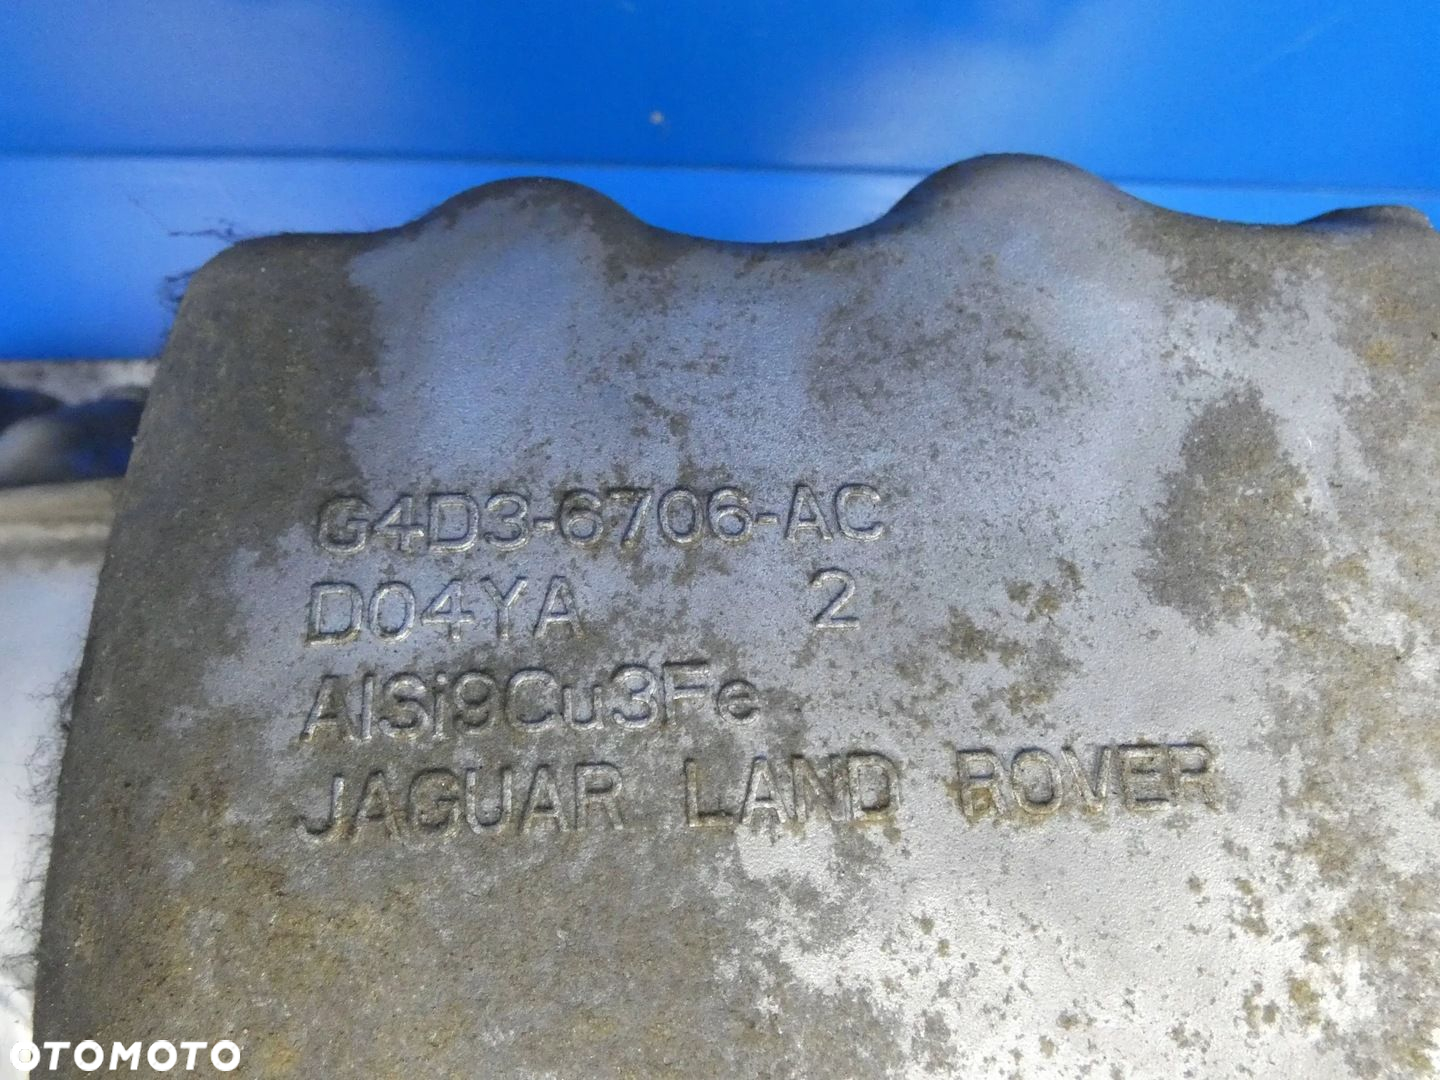 G4D3-6706-AC
D04YA 2
AlSi9Cu3Fe
JAGUAR LAND ROVER
OTOMOTO